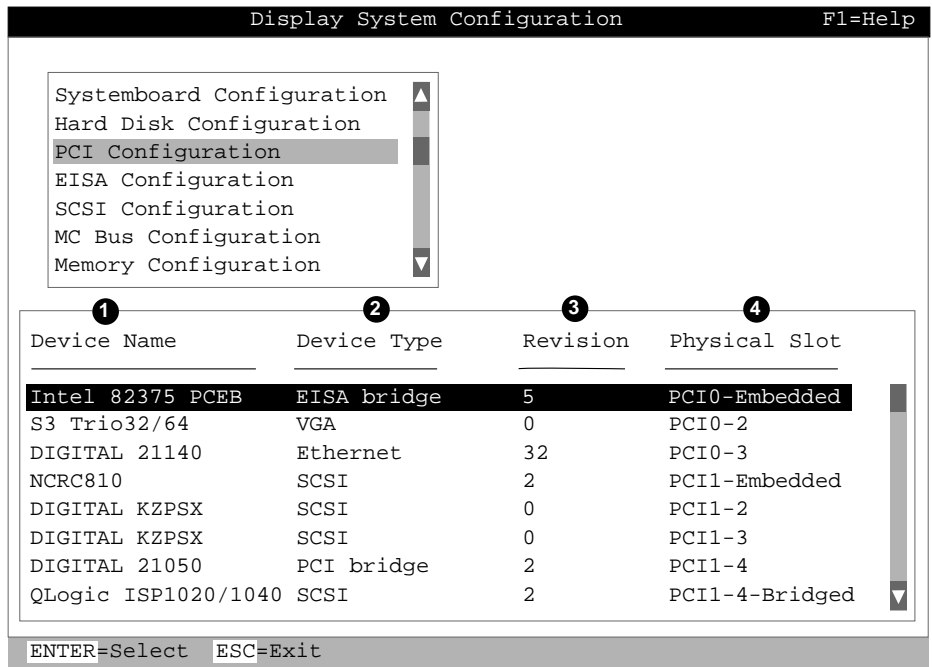 Display System Configuration F1=Help
Systemboard Configuration
Hard Disk Configuration
PCI Configuration
EISA Configuration
SCSI Configuration
MC Bus Configuration
Memory Configuration
1 2 3 4
Device Name Device Type Revision Physical Slot
Intel 82375 PCEB EISA bridge 5 PCI0-Embedded
S3 Trio32/64 VGA 0 PCI0-2
DIGITAL 21140 Ethernet 32 PCI0-3
NCRC810 SCSI 2 PCI1-Embedded
DIGITAL KZPSX SCSI 0 PCI1-2
DIGITAL KZPSX SCSI 0 PCI1-3
DIGITAL 21050 PCI bridge 2 PCI1-4
QLogic ISP1020/1040 SCSI 2 PCI1-4-Bridged
ENTER=Select ESC=Exit